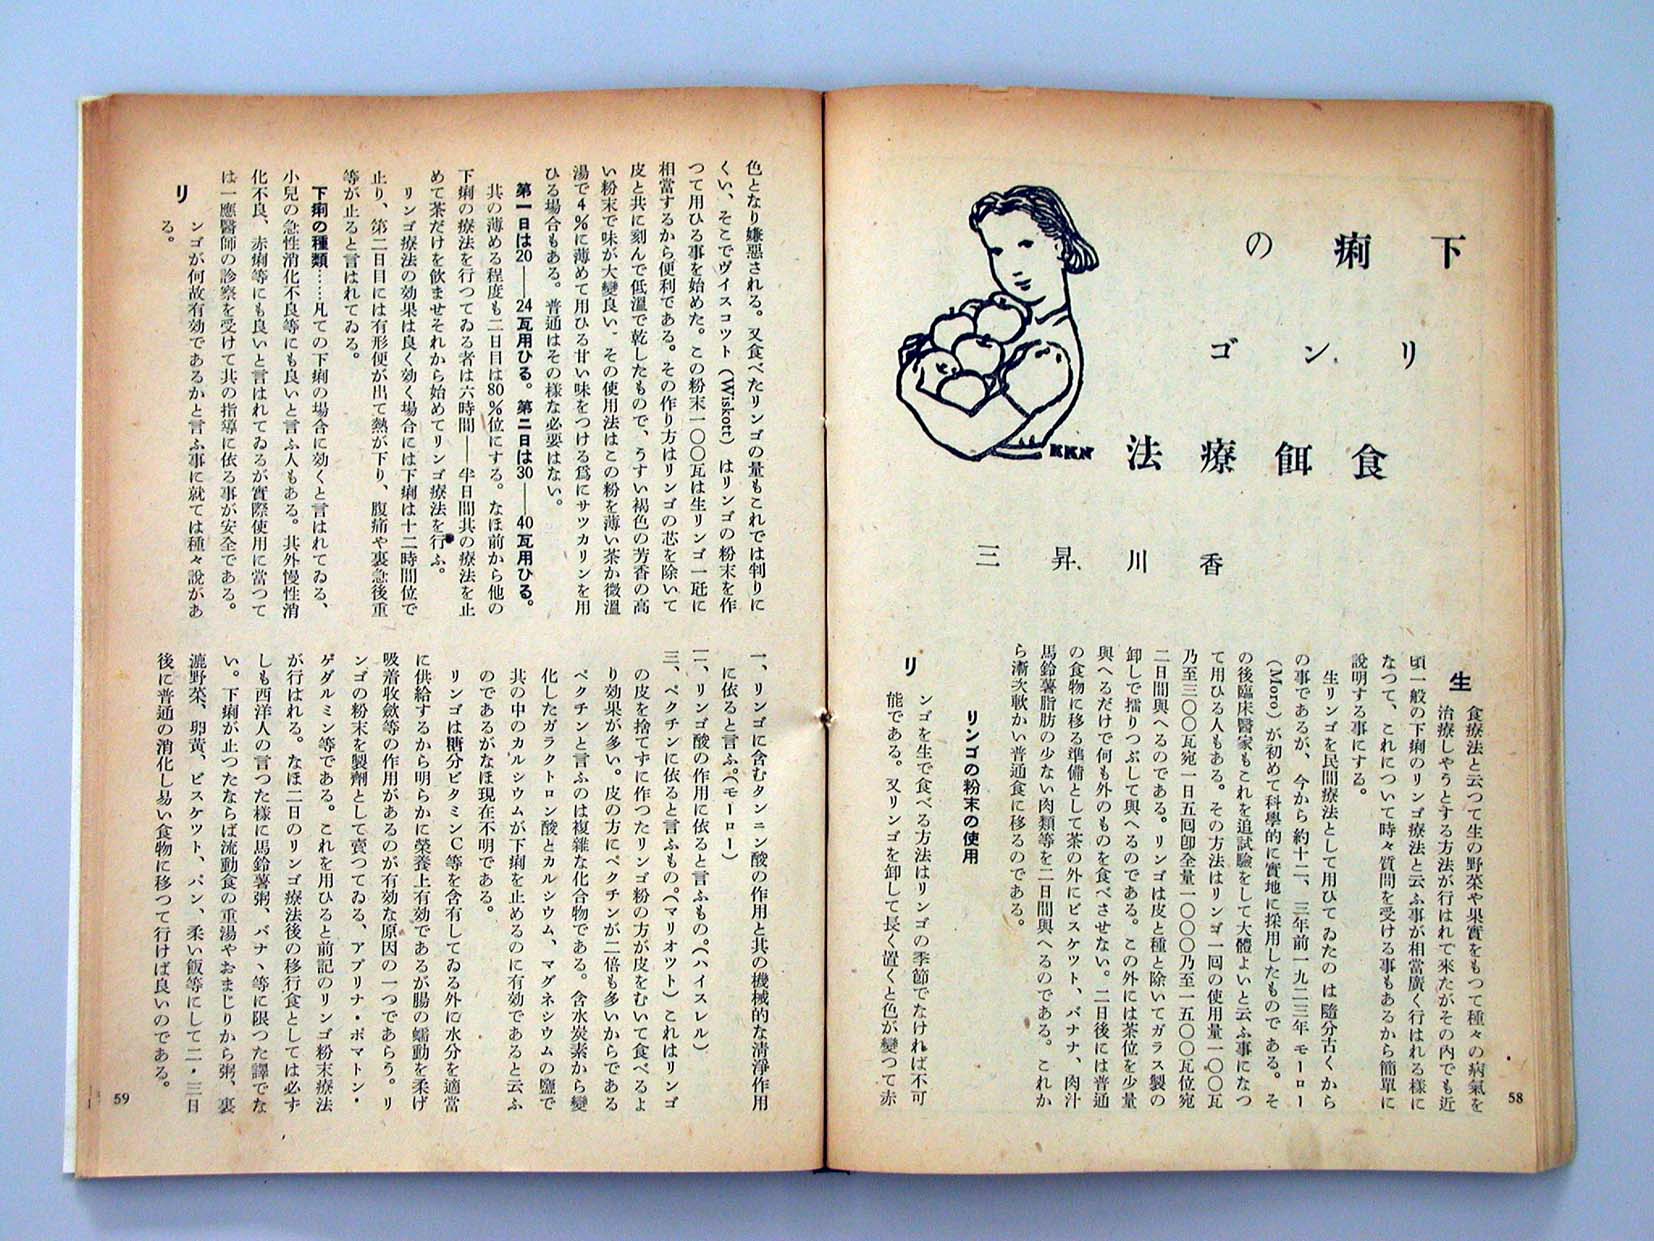 下痢の
リンゴ
食餌療法
香川昇三
KKN
生食療法と云つて生の野菜や果實をもつて種々の病氣を
治療しやうとする方法が行はれて來たがその内でも近
頃一般の下痢のリンゴ療法と云ふ事が相當廣く行はれる樣に
なつて、これについて時々質問を受ける事もあるから簡單に
說明する事にする。
生リンゴを民間療法として用ひてゐたのは隨分古くから
の事であるが、今から約十二、三年前一九二三年モーロー
(Moro)が初めて科學的に實地に採用したものである。そ
の後臨床醫家もこれを追試驗をして大體よいと云ふ事になつ
て用ひる人もある。その方法はリンゴ一回の使用量一〇〇瓦
乃至三〇〇瓦宛一日五回卽全量一〇〇〇乃至一五〇〇瓦位宛
二日間與へるのである。リンゴは皮と種と除いてガラス製の
卸しで擂りつぶして與へるのである。この外には茶位を少量
與へるだけで何も外のものを食べさせない。二日後には普通
の食物に移る準備として茶の外にビスケツト、バナナ、肉汁
馬鈴薯脂肪の少ない肉類等を二日間與へるのである。これか
ら漸次軟かい普通食に移るのである。
リンゴの粉末の使用
リンゴを生で食べる方法はリンゴの季節でなければ不可
能である。又リンゴを卸して長く置くと色が變つて赤
58
色となり嫌惡される。又食べたリンゴの量もこれでは判りに
くい、そこでヴイスコツト(Wiskott)はリンゴの粉末を作
つて用ひる事を始めた。この粉末一〇〇瓦は生リンゴ一瓩に
相當するから便利である。その作り方はリンゴの芯を除いて
皮と共に刻んで低溫で乾したもので、うすい褐色の芳香の高
い粉末で味が大變良い、その使用法はこの粉を薄い茶か微溫
湯で4%に薄めて用ひる甘い味をつける爲にサツカリンを用
ひる場合もある。普通はその樣な必要はない。
第一日は20——24瓦用ひる。第二日は30——40瓦用ひる。
其の薄める程度も二日目は80%位にする。なほ前から他の
下痢の療法を行つてゐる者は六時間——半日間其の療法を止
めて茶だけを飮ませそれから始めてリンゴ療法を行ふ。
リンゴ療法の効果は良く効く場合には下痢は十二時間位で
止り、第二日目には有形便が出て熱が下り、腹痛や裏急後重
等が止ると言はれてゐる。
下痢の種類……凡ての下痢の場合に効くと言はれてゐる、
小兒の急性消化不良等にも良いと言ふ人もある。其外慢性消
化不良、赤痢等にも良いと言はれてゐるが實際使用に當つて
は一應醫師の診察を受けて其の指導に依る事が安全である。
リンゴが何故有効であるかと言ふ事に就ては種々說があ
る。
一、リンゴに含むタンニン酸の作用と其の機械的な淸淨作用
に依ると言ふ。(モーロー)
二、リンゴ酸の作用に依ると言ふもの。(ハイスレル)
三、ペクチンに依ると言ふもの。(マリオツト)これはリンゴ
の皮を捨てずに作つたリンゴ粉の方が皮をむいて食べるよ
り効果が多い。皮の方にペクチンが二倍も多いからである
ペクチンと言ふのは複雜な化合物である。含水炭素から變
化したガラクトロン酸とカルシウム、マグネシウムの鹽で
其の中のカルシウムが下痢を止めるのに有効であると云ふ
のであるがなほ現在不明である。
リンゴは糖分ビタミンC等を含有してゐる外に水分を適當
に供給するから明らかに榮養上有効であるが腸の蠕動を柔げ
吸着收斂等の作用があるのが有効な原因の一つであらう。リ
ンゴの粉末を製劑として賣つてゐる、アプリナ・ポマトン・
ゲダルミン等である。これを用ひると前記のリンゴ粉末療法
が行はれる。なほ二日のリンゴ療法後の移行食としては必ず
しも西洋人の言つた樣に馬鈴薯粥、バナヽ等に限つた譯でな
い。下痢が止つたならば流動食の重湯やおまじりから粥、裏
漉野菜、卵黃、ビスケツト、パン、柔い飯等にして二・三日
後に普通の消化し易い食物に移つて行けば良いのである。
59